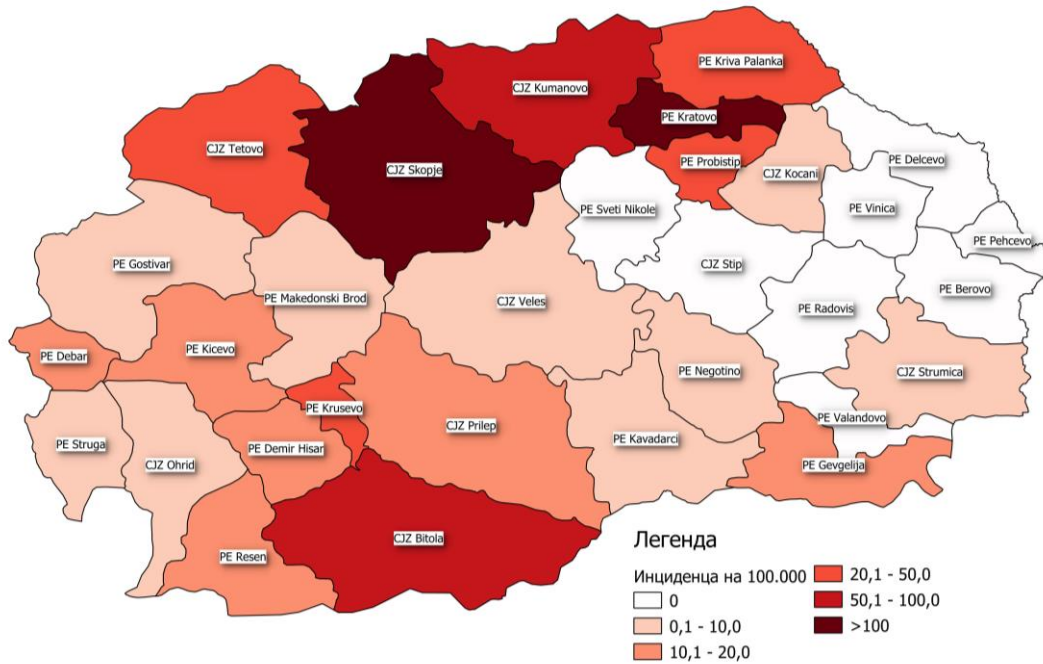 PE Kriva Palanka
CJZ Kumanovo
PE Kratovo
CJZ Tetovo
PE Probistip
PE Delcevo
CJZ Skopje
CJZ Kocani
PE Sveti Nikole
PE Vinica
PE Pehcevo
PE Gostivar
CJZ Stip
PE Makedonski Brod
CJZ Veles
PE Berovo
PE Radovis
PE Kicevo
PE Debar
PE Negotino
CJZ Strumica
PE Krusevo
PE Valandovo
CJZ Prilep
PE Struga
PE Kavadarci
PE Demir Hisar
CJZ Ohrid
PE Gevgelija
CJZ Bitola
PE Resen
Легенда
Инциденца на 100.000
0
0,1 - 10,0
10,1 - 20,0
20,1 - 50,0
50,1 - 100,0
>100